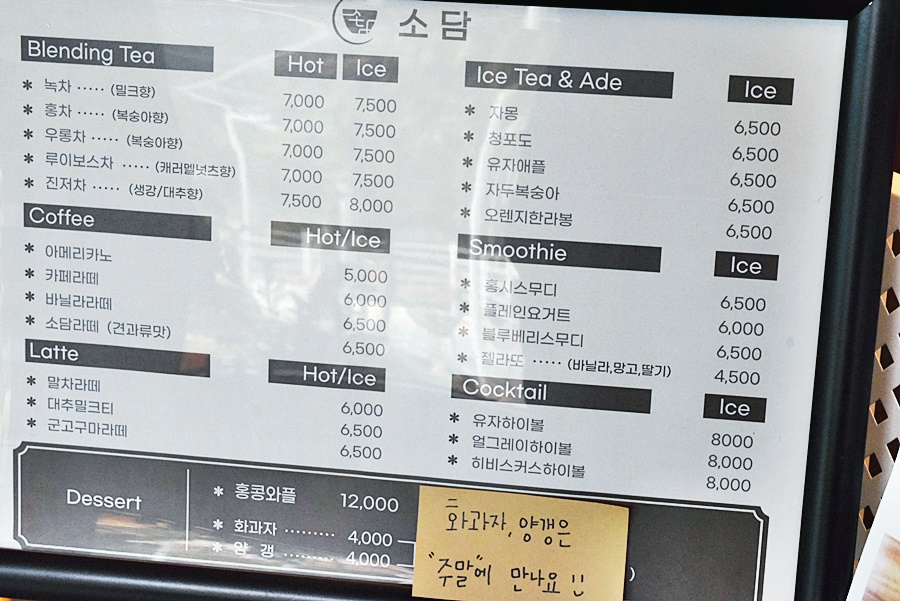 소담
Blending Tea Hot Ice
* 녹차 ····· (밀크향) 7,000 7,500
* 홍차 ····· (복숭아향) 7,000 7,500
* 우롱차 ····· (복숭아향) 7,000 7,500
* 루이보스차 ····· (캐러멜넛츠향) 7,000 7,500
* 진저차 ····· (생강/대추향) 7,500 8,000
Coffee Hot/Ice
* 아메리카노 5,000
* 카페라떼 6,000
* 바닐라라떼 6,500
* 소담라떼 (견과류맛) 6,500
Latte Hot/Ice
* 말차라떼 6,000
* 대추밀크티 6,500
* 군고구마라떼 6,500
Ice Tea & Ade Ice
* 자몽 6,500
* 청포도 6,500
* 유자애플 6,500
* 자두복숭아 6,500
* 오렌지한라봉 6,500
Smoothie Ice
* 홍시스무디 6,500
* 플레인요거트 6,000
* 블루베리스무디 6,500
* 젤라또 ····· (바닐라,망고,딸기) 4,500
Cocktail Ice
* 유자하이볼 8000
* 얼그레이하이볼 8,000
* 히비스커스하이볼 8,000
Dessert
* 홍콩와플 12,000
* 화과자 ········· 4,000
* 양 갱 ········· 4,000
화과자, 양갱은
"주말"에 만나요 !!
)